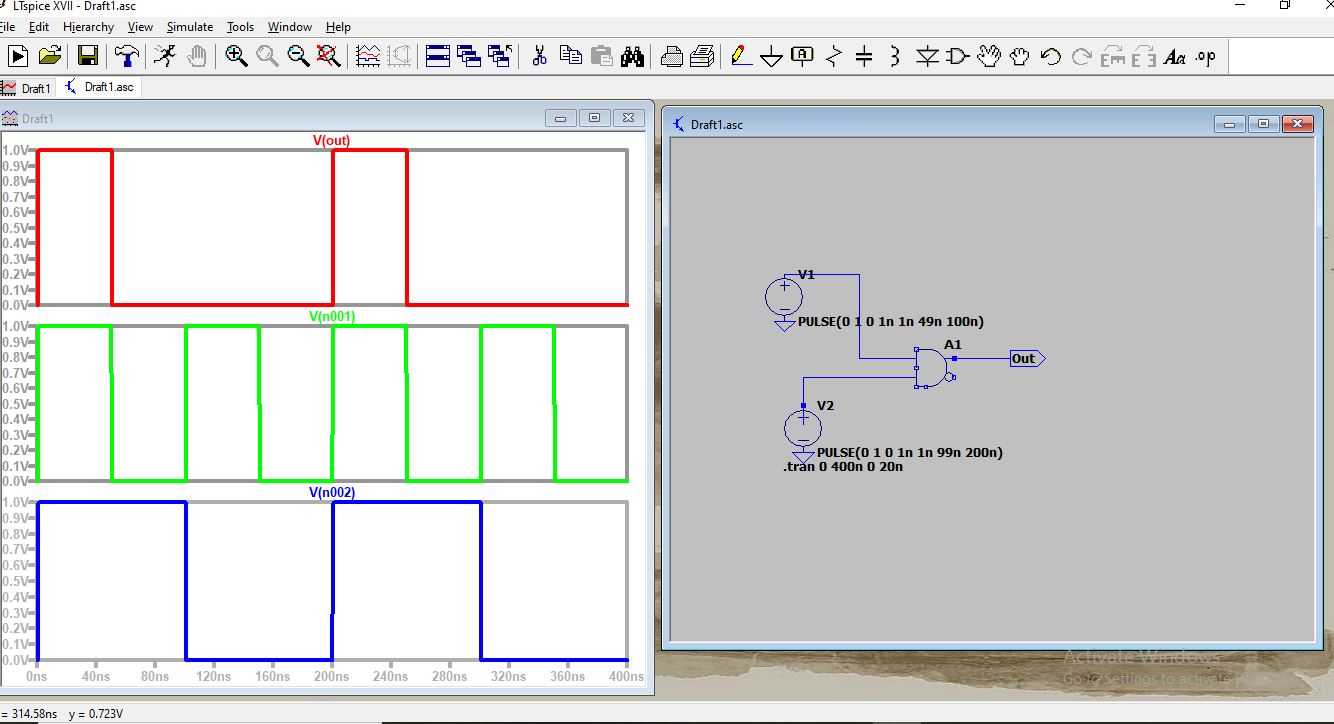 LTspice XVII - Draft1.asc
File Edit Hierarchy View Simulate Tools Window Help
A Aa .op
Draft1 Draft1.asc
Draft1
V(out)
1.0V
0.9V
0.8V
0.7V
0.6V
0.5V
0.4V
0.3V
0.2V
0.1V
0.0V
V(n001)
1.0V
0.9V
0.8V
0.7V
0.6V
0.5V
0.4V
0.3V
0.2V
0.1V
0.0V
V(n002)
1.0V
0.9V
0.8V
0.7V
0.6V
0.5V
0.4V
0.3V
0.2V
0.1V
0.0V
0ns 40ns 80ns 120ns 160ns 200ns 240ns 280ns 320ns 360ns 400ns
Draft1.asc
V1
PULSE(0 1 0 1n 1n 49n 100n)
A1
Out
V2
PULSE(0 1 0 1n 1n 99n 200n)
.tran 0 400n 0 20n
Activate Windows
Go to Settings to activate
= 314.58ns y = 0.723V